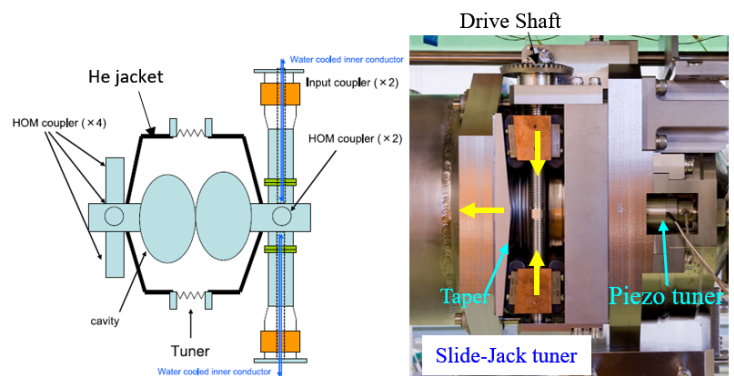 Drive Shaft
Water cooled inner conductor
He jacket
Input coupler (×2)
HOM coupler (×4)
HOM coupler (×2)
cavity
Tuner
Water cooled inner conductor
Taper
Piezo tuner
Slide-Jack tuner